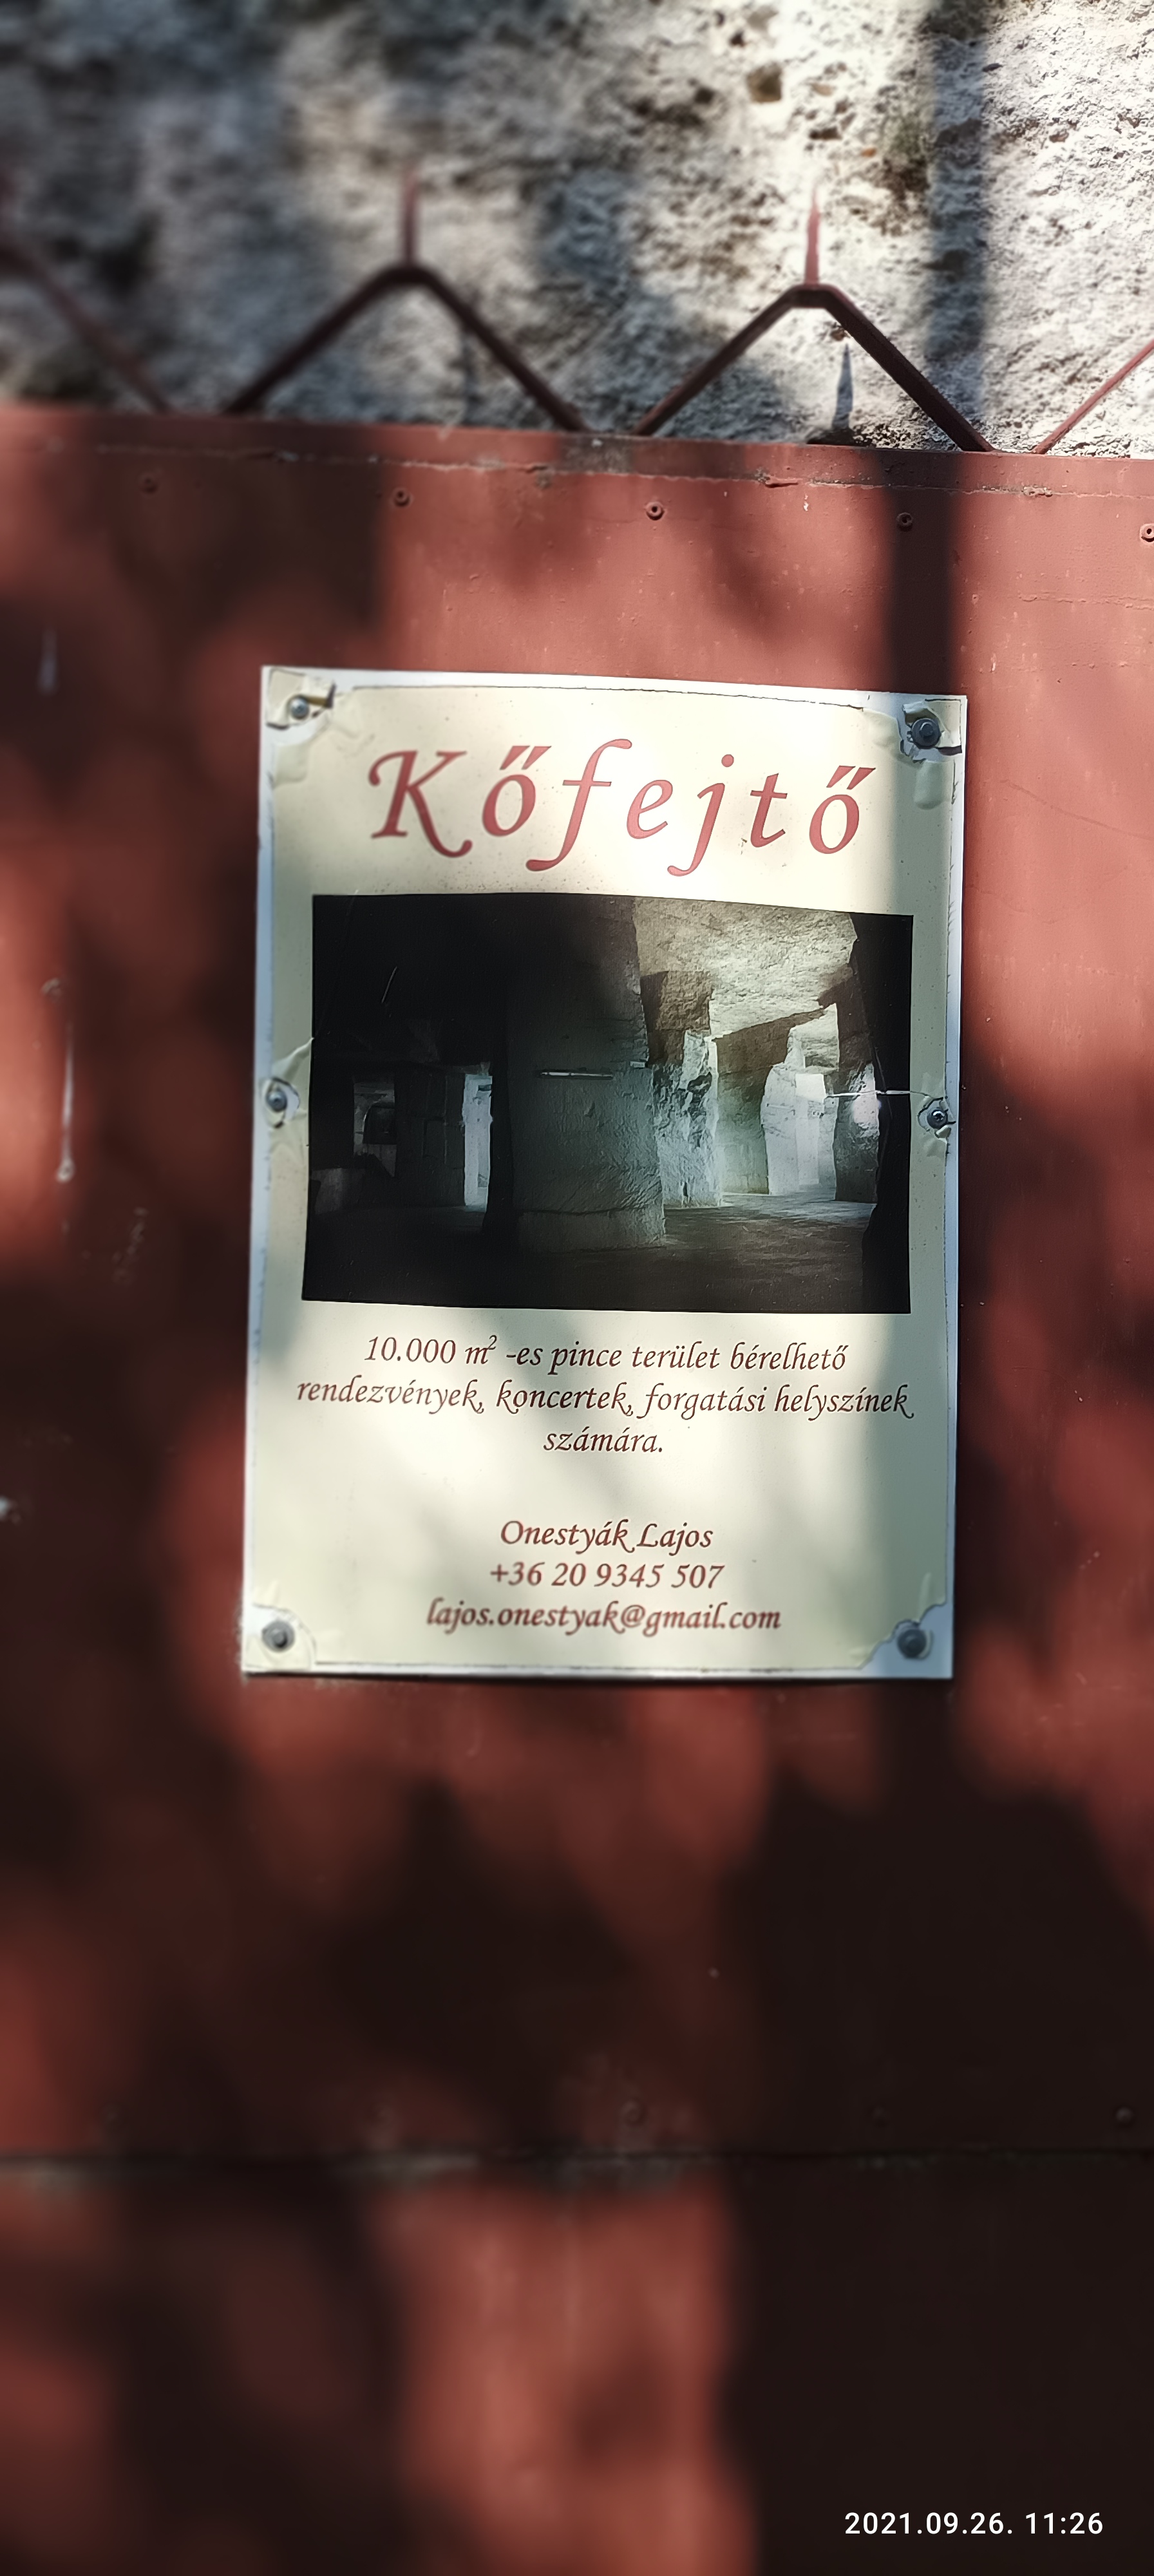 Kőfejtő
10.000 m² -es pince terület bérelhető
rendezvények, koncertek, forgatási helyszínek
számára.
Onestyák Lajos
+36 20 9345 507
lajos.onestyak@gmail.com
2021.09.26. 11:26